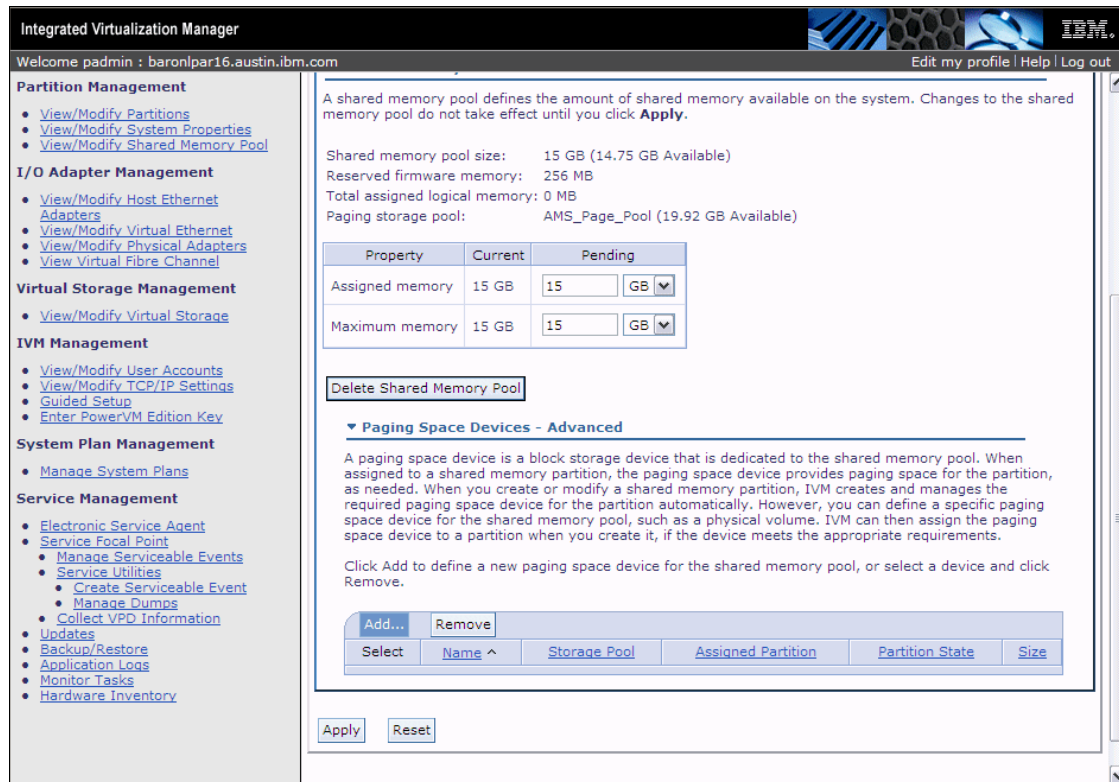 Integrated Virtualization Manager
IBM.
Welcome padmin : baronlpar16.austin.ibm.com
Edit my profile | Help | Log out
Partition Management
View/Modify Partitions
View/Modify System Properties
View/Modify Shared Memory Pool
I/O Adapter Management
View/Modify Host Ethernet
Adapters
View/Modify Virtual Ethernet
View/Modify Physical Adapters
View Virtual Fibre Channel
Virtual Storage Management
View/Modify Virtual Storage
IVM Management
View/Modify User Accounts
View/Modify TCP/IP Settings
Guided Setup
Enter PowerVM Edition Key
System Plan Management
Manage System Plans
Service Management
Electronic Service Agent
Service Focal Point
Manage Serviceable Events
Service Utilities
Create Serviceable Event
Manage Dumps
Collect VPD Information
Updates
Backup/Restore
Application Logs
Monitor Tasks
Hardware Inventory
A shared memory pool defines the amount of shared memory available on the system. Changes to the shared
memory pool do not take effect until you click Apply.
Shared memory pool size: 15 GB (14.75 GB Available)
Reserved firmware memory: 256 MB
Total assigned logical memory: 0 MB
Paging storage pool: AMS_Page_Pool (19.92 GB Available)
Property Current Pending
Assigned memory 15 GB 15 GB
Maximum memory 15 GB 15 GB
Delete Shared Memory Pool
Paging Space Devices - Advanced
A paging space device is a block storage device that is dedicated to the shared memory pool. When
assigned to a shared memory partition, the paging space device provides paging space for the partition,
as needed. When you create or modify a shared memory partition, IVM creates and manages the
required paging space device for the partition automatically. However, you can define a specific paging
space device for the shared memory pool, such as a physical volume. IVM can then assign the paging
space device to a partition when you create it, if the device meets the appropriate requirements.
Click Add to define a new paging space device for the shared memory pool, or select a device and click
Remove.
Add... Remove
Select Name ^ Storage Pool Assigned Partition Partition State Size
Apply Reset